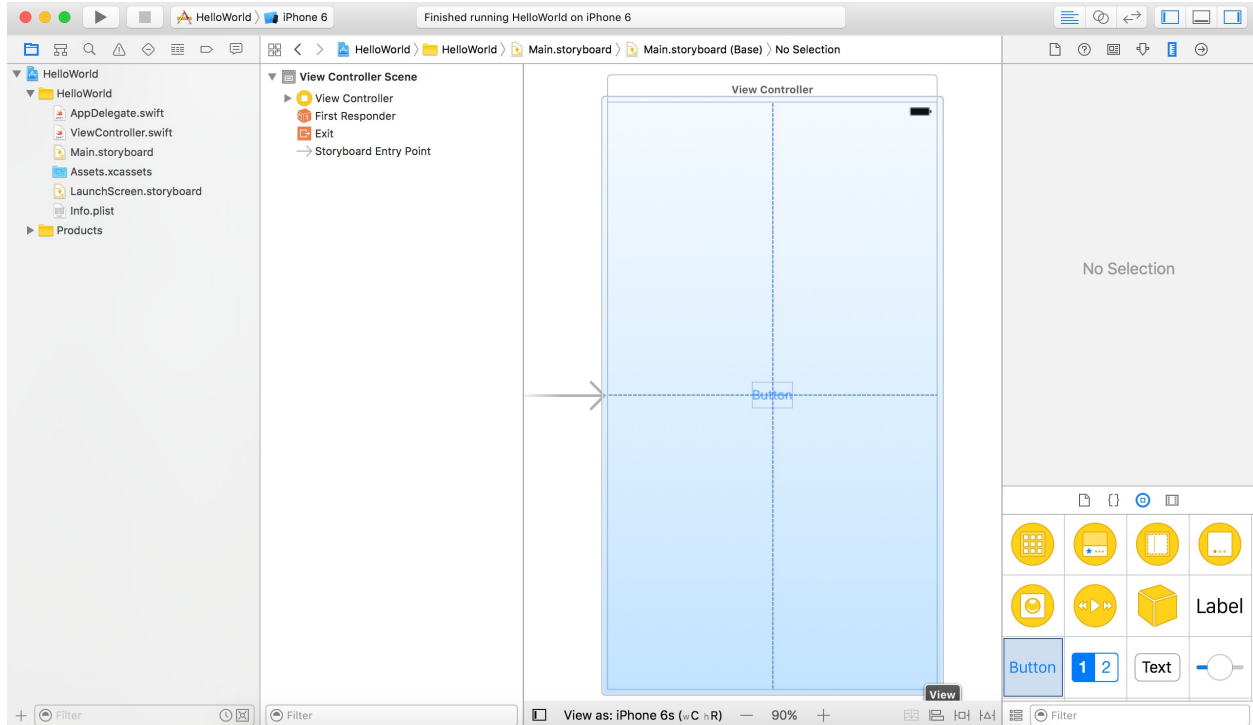 HelloWorld
iPhone 6
Finished running HelloWorld on iPhone 6
HelloWorld
HelloWorld
Main.storyboard
Main.storyboard (Base)
No Selection
HelloWorld
HelloWorld
AppDelegate.swift
ViewController.swift
Main.storyboard
Assets.xcassets
LaunchScreen.storyboard
Info.plist
Products
View Controller Scene
View Controller
First Responder
Exit
Storyboard Entry Point
View Controller
Button
View
No Selection
{}
Label
Button
1 2
Text
Filter
Filter
View as: iPhone 6s (wC hR)
— 90% +
Filter